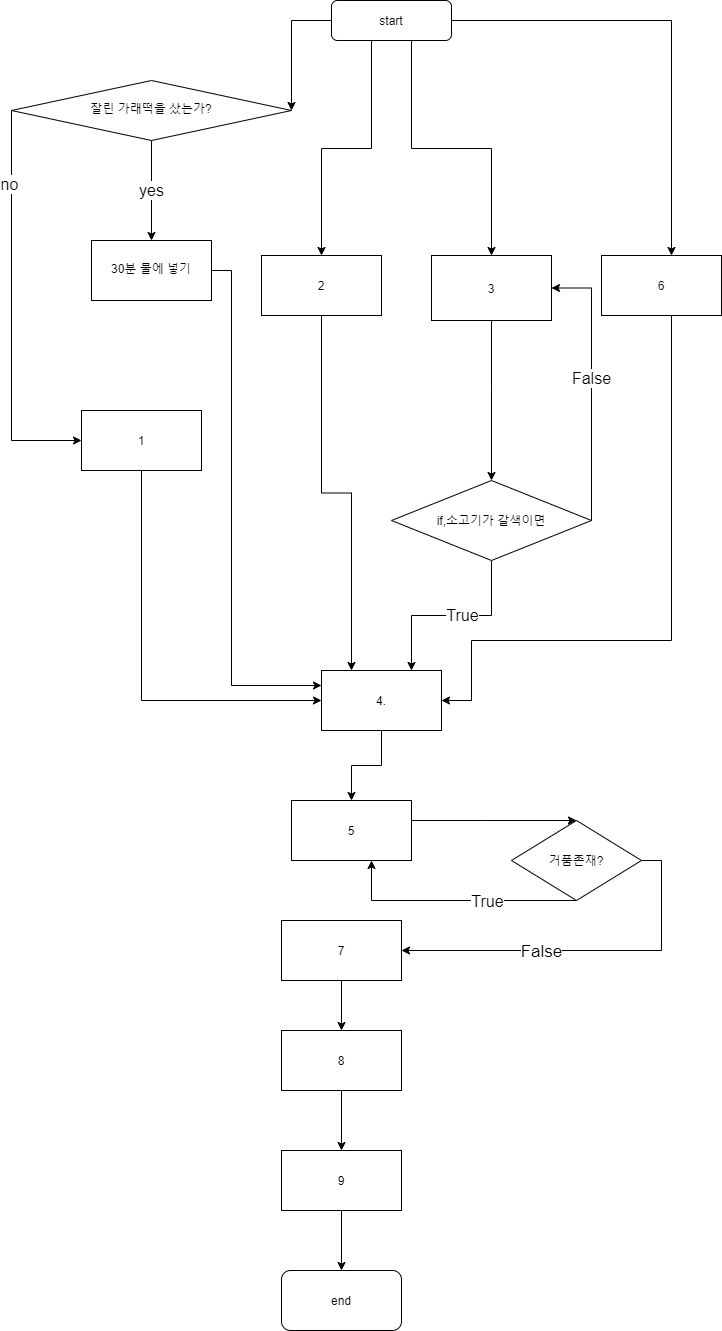 start
잘린 가래떡을 샀는가?
no
yes
30분 물에 넣기
2
3
6
False
1
if,소고기가 갈색이면
True
4.
5
거품존재?
True
7
False
8
9
end